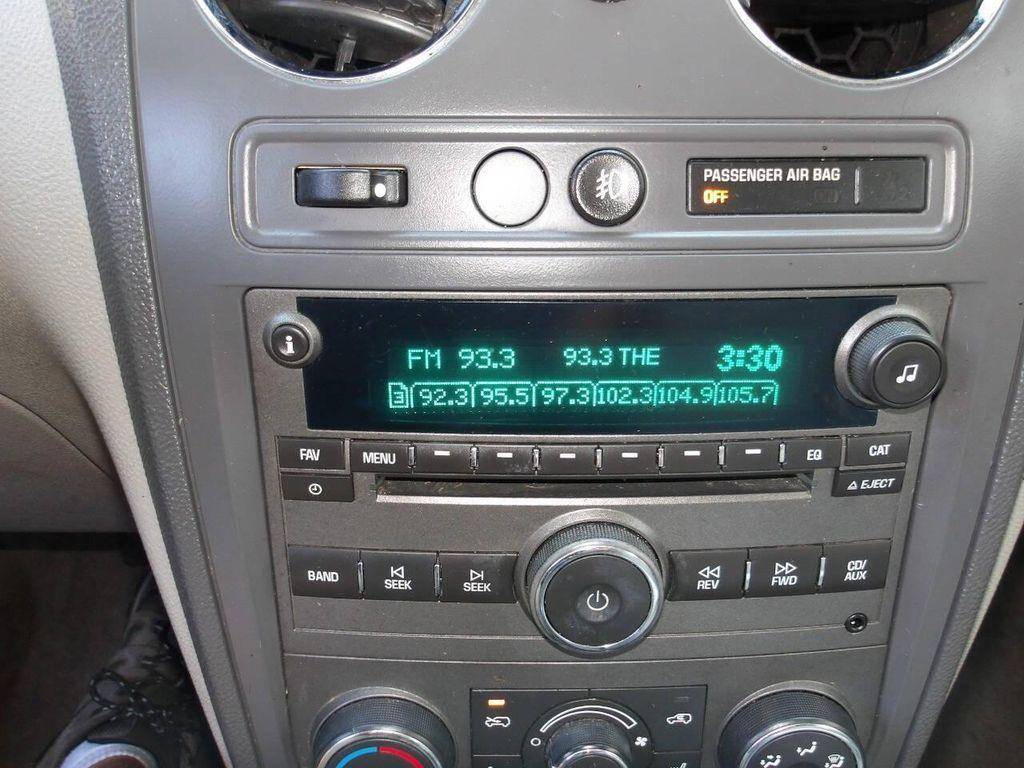 PASSENGER AIR BAG
OFF
i
FM 93.3 93.3 THE 3:30
3 92.3 95.5 97.3 102.3 104.9 105.7
FAV MENU EQ CAT
EJECT
BAND SEEK SEEK REV FWD CD/
AUX